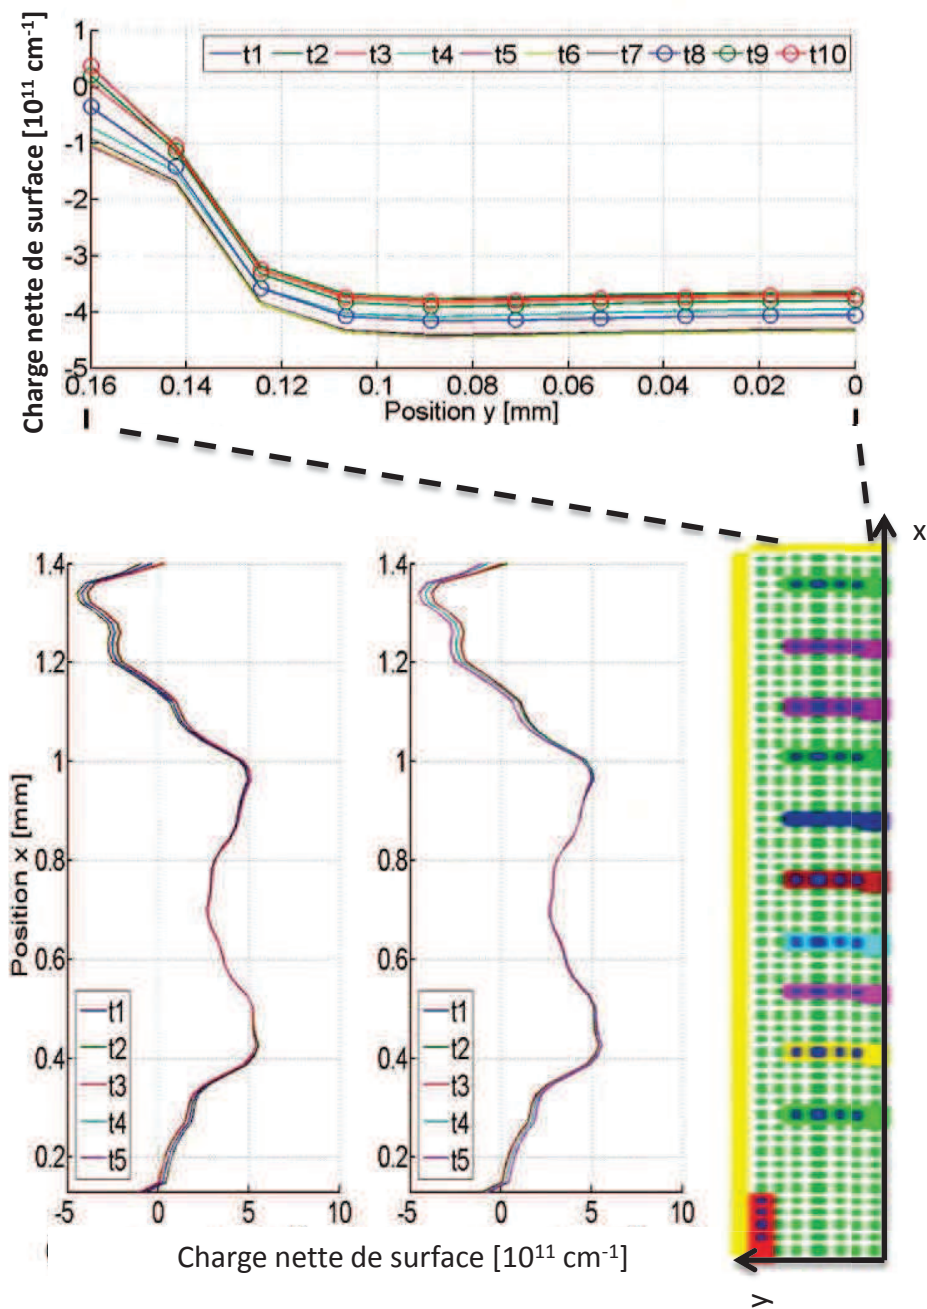 Charge nette de surface [10¹¹ cm⁻¹]
1
0
-1
-2
-3
-4
-5
t1 t2 t3 t4 t5 t6 t7 t8 t9 t10
0.16 0.14 0.12 0.1 0.08 0.06 0.04 0.02 0
Position y [mm]
x
Position x [mm]
1.4
1.2
1
0.8
0.6
0.4
0.2
t1
t2
t3
t4
t5
-5 0 5 10
1.4
1.2
1
0.8
0.6
0.4
0.2
t1
t2
t3
t4
t5
-5 0 5 10
Charge nette de surface [10¹¹ cm⁻¹]
y